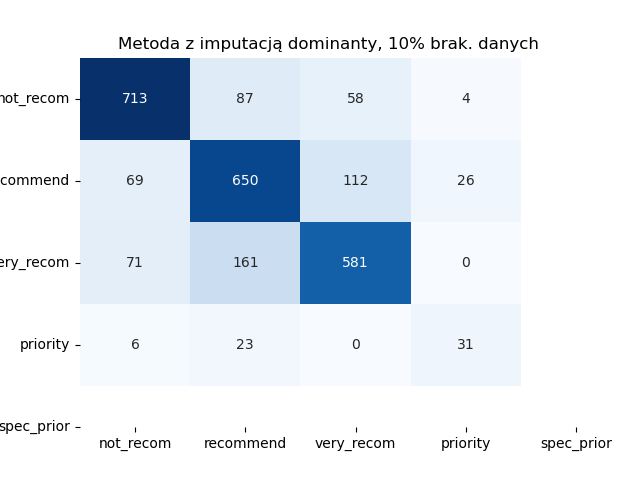 Metoda z imputacją dominanty, 10% brak. danych
not_recom 713 87 58 4
commend 69 650 112 26
ery_recom 71 161 581 0
priority 6 23 0 31
spec_prior
not_recom recommend very_recom priority spec_prior